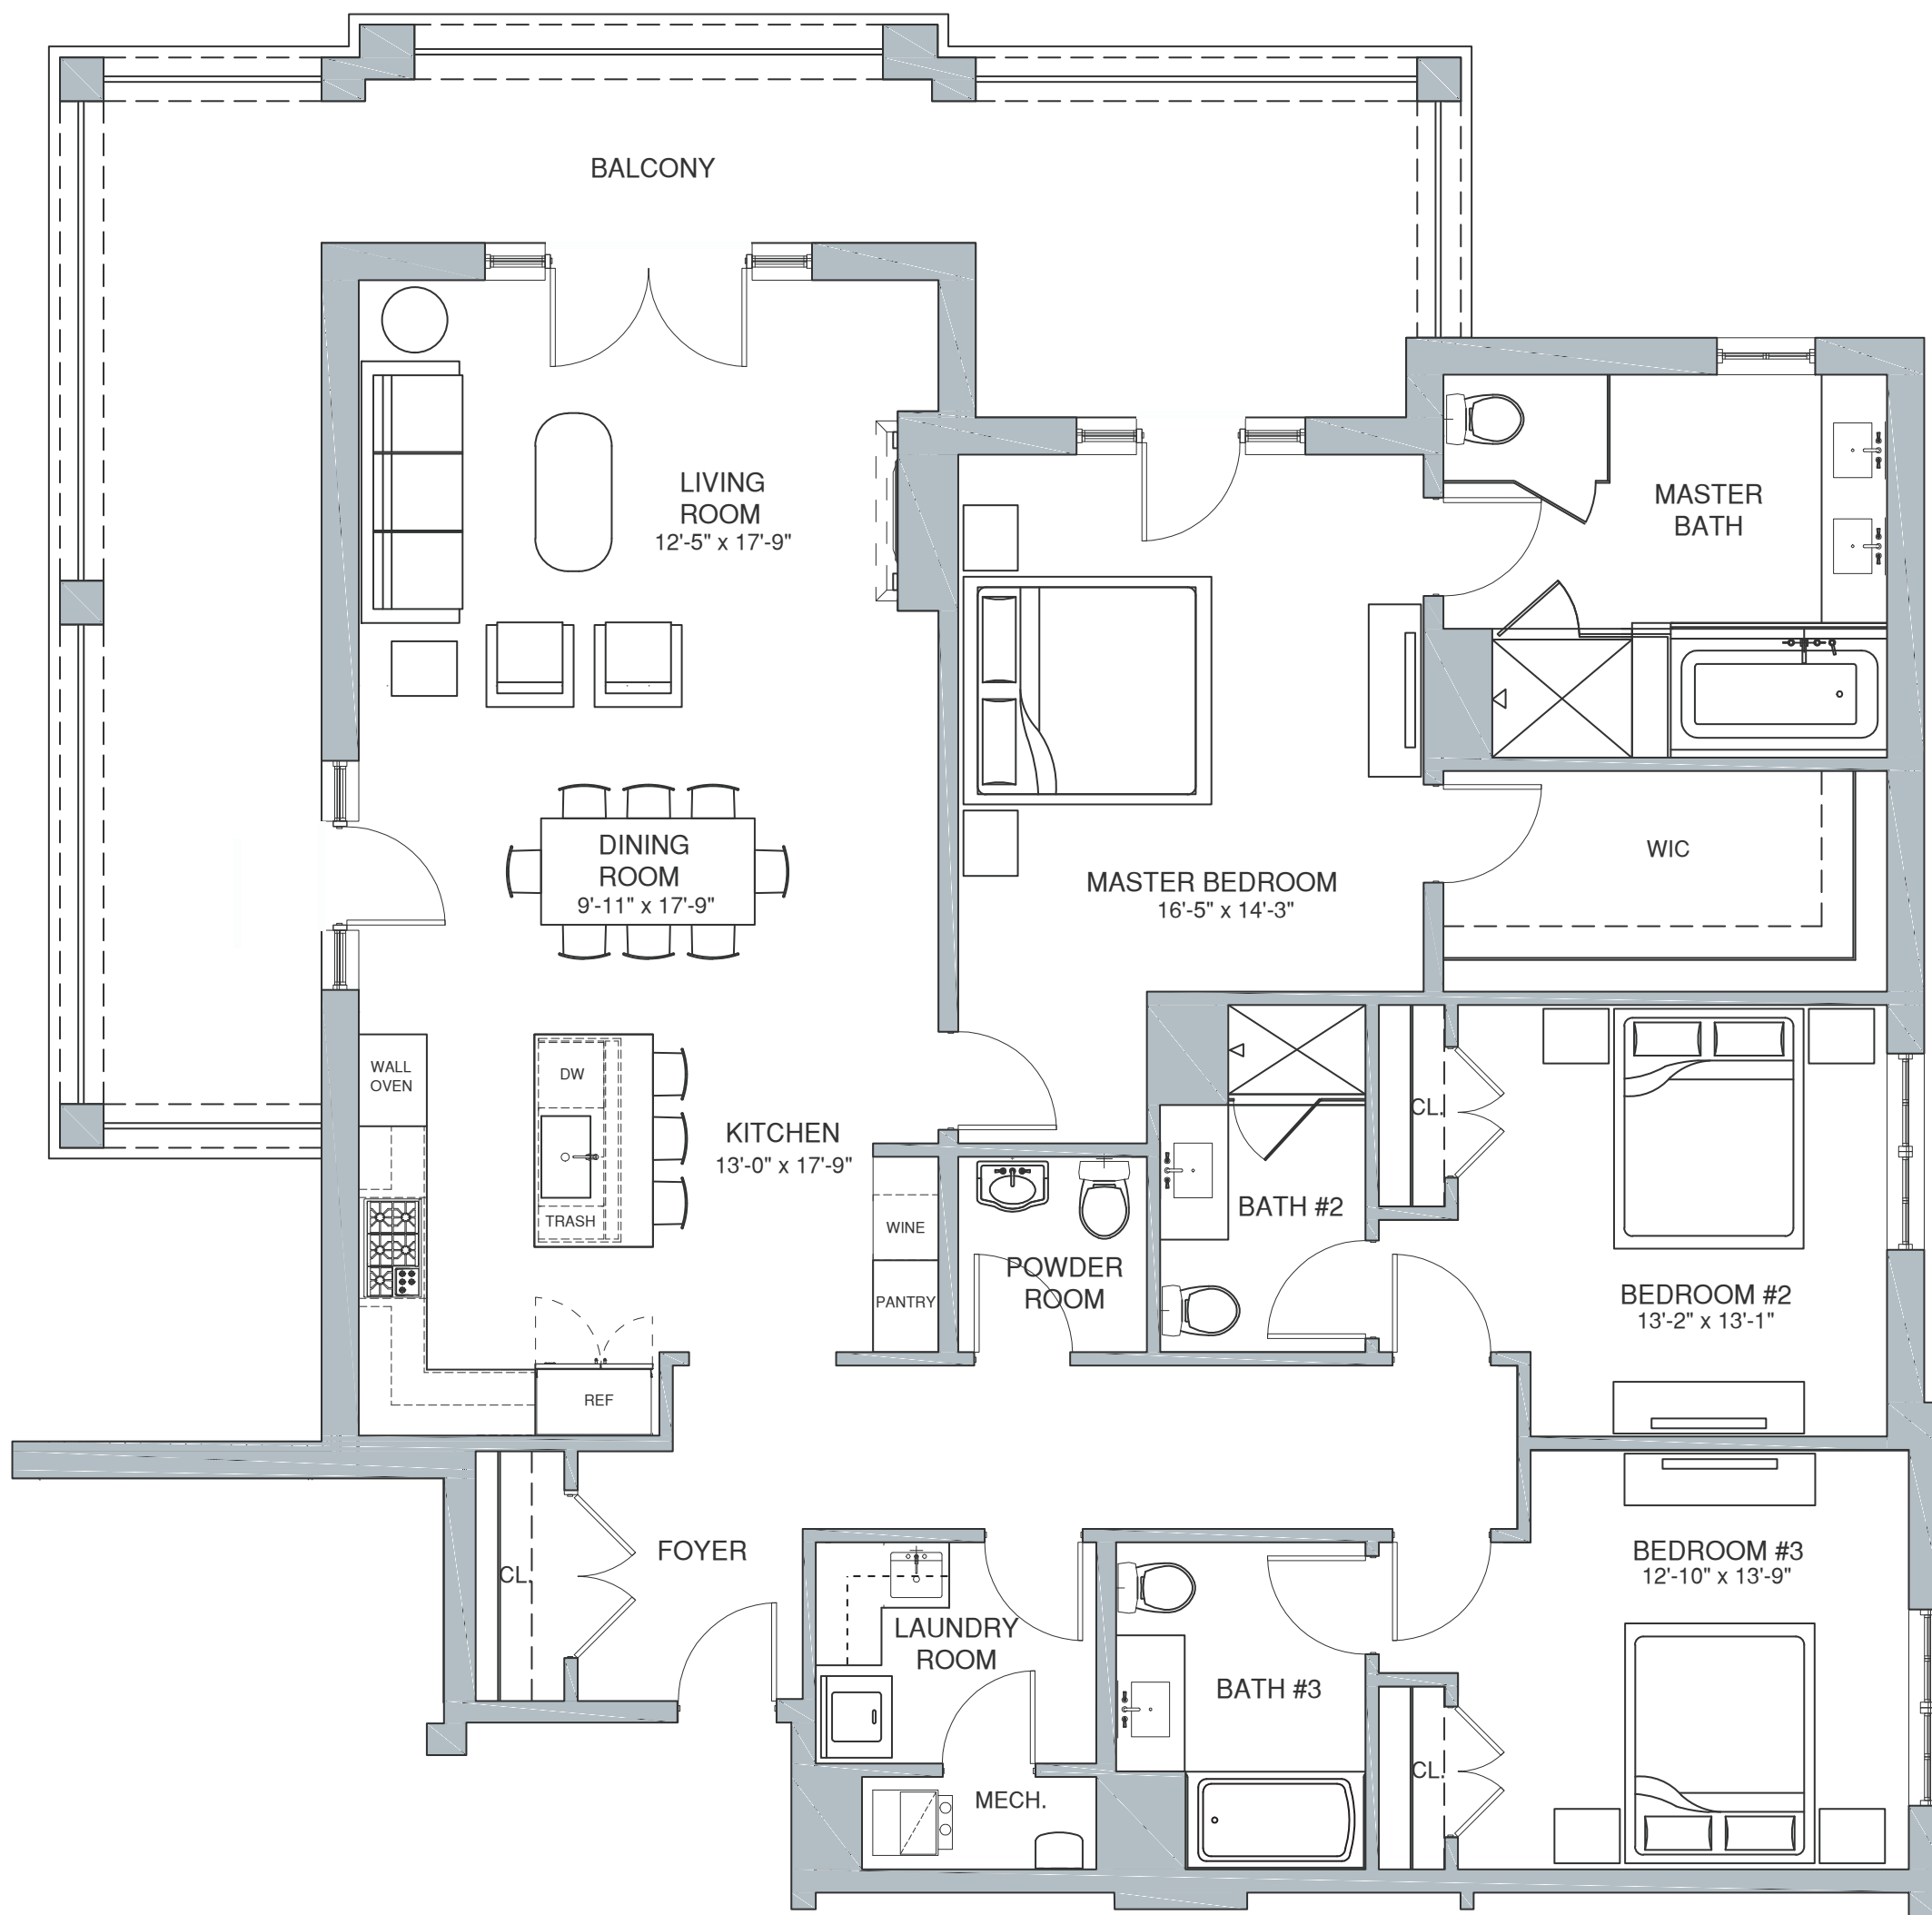 BALCONY
LIVING
ROOM
12'-5" x 17'-9"
MASTER
BATH
DINING
ROOM
9'-11" x 17'-9"
MASTER BEDROOM
16'-5" x 14'-3"
WIC
WALL
OVEN
DW
TRASH
KITCHEN
13'-0" x 17'-9"
WINE
PANTRY
REF
POWDER
ROOM
BATH #2
CL.
BEDROOM #2
13'-2" x 13'-1"
CL.
FOYER
LAUNDRY
ROOM
MECH.
BATH #3
CL.
BEDROOM #3
12'-10" x 13'-9"